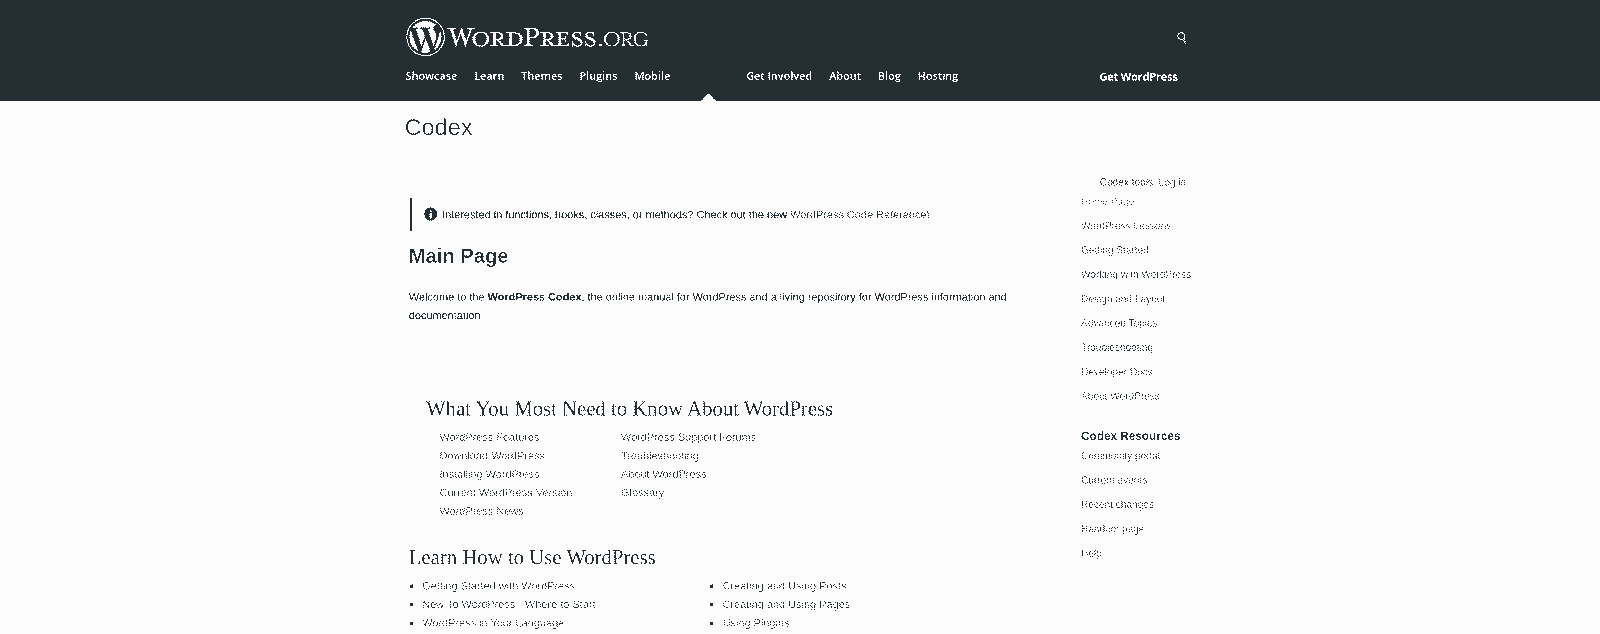 WORDPRESS.ORG
Showcase Learn Themes Plugins Mobile Get Involved About Blog Hosting Get WordPress
Codex
Codex tools: Log in
Interested in functions, hooks, classes, or methods? Check out the new WordPress Code Reference!
Main Page
Welcome to the WordPress Codex, the online manual for WordPress and a living repository for WordPress information and
documentation
What You Most Need to Know About WordPress
WordPress Features
Download WordPress
Installing WordPress
Current WordPress Version
WordPress News
WordPress Support Forums
Troubleshooting
About WordPress
Glossary
Learn How to Use WordPress
Getting Started with WordPress
New To WordPress - Where to Start
WordPress in Your Language
Creating and Using Posts
Creating and Using Pages
Using Plugins
Home Page
WordPress Lessons
Getting Started
Working with WordPress
Design and Layout
Advanced Topics
Troubleshooting
Developer Docs
About WordPress
Codex Resources
Community portal
Current events
Recent changes
Random page
Help